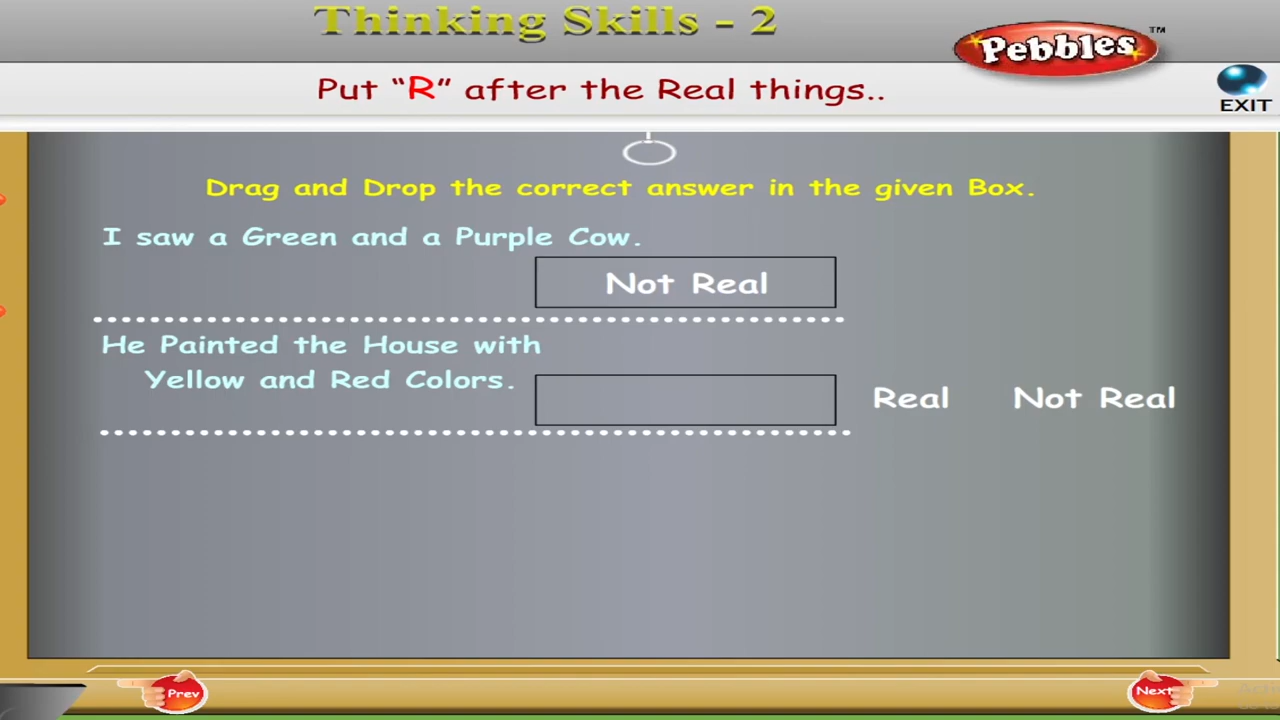 Thinking Skills - 2
Pebbles™
Put “R” after the Real things..
EXIT
Drag and Drop the correct answer in the given Box.
I saw a Green and a Purple Cow.
Not Real
He Painted the House with
Yellow and Red Colors.
Real Not Real
Prev
Next